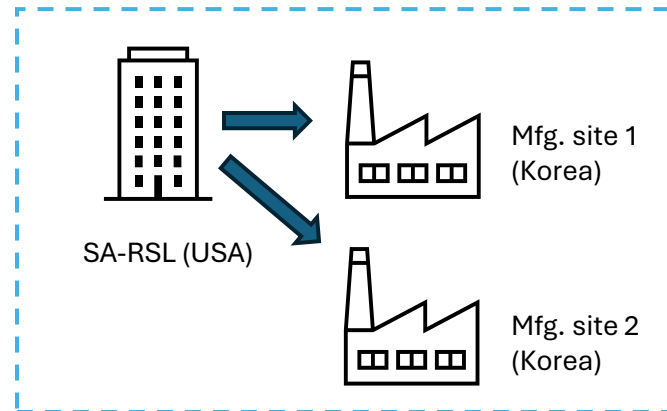 Mfg. site 1
(Korea)
SA-RSL (USA)
Mfg. site 2
(Korea)